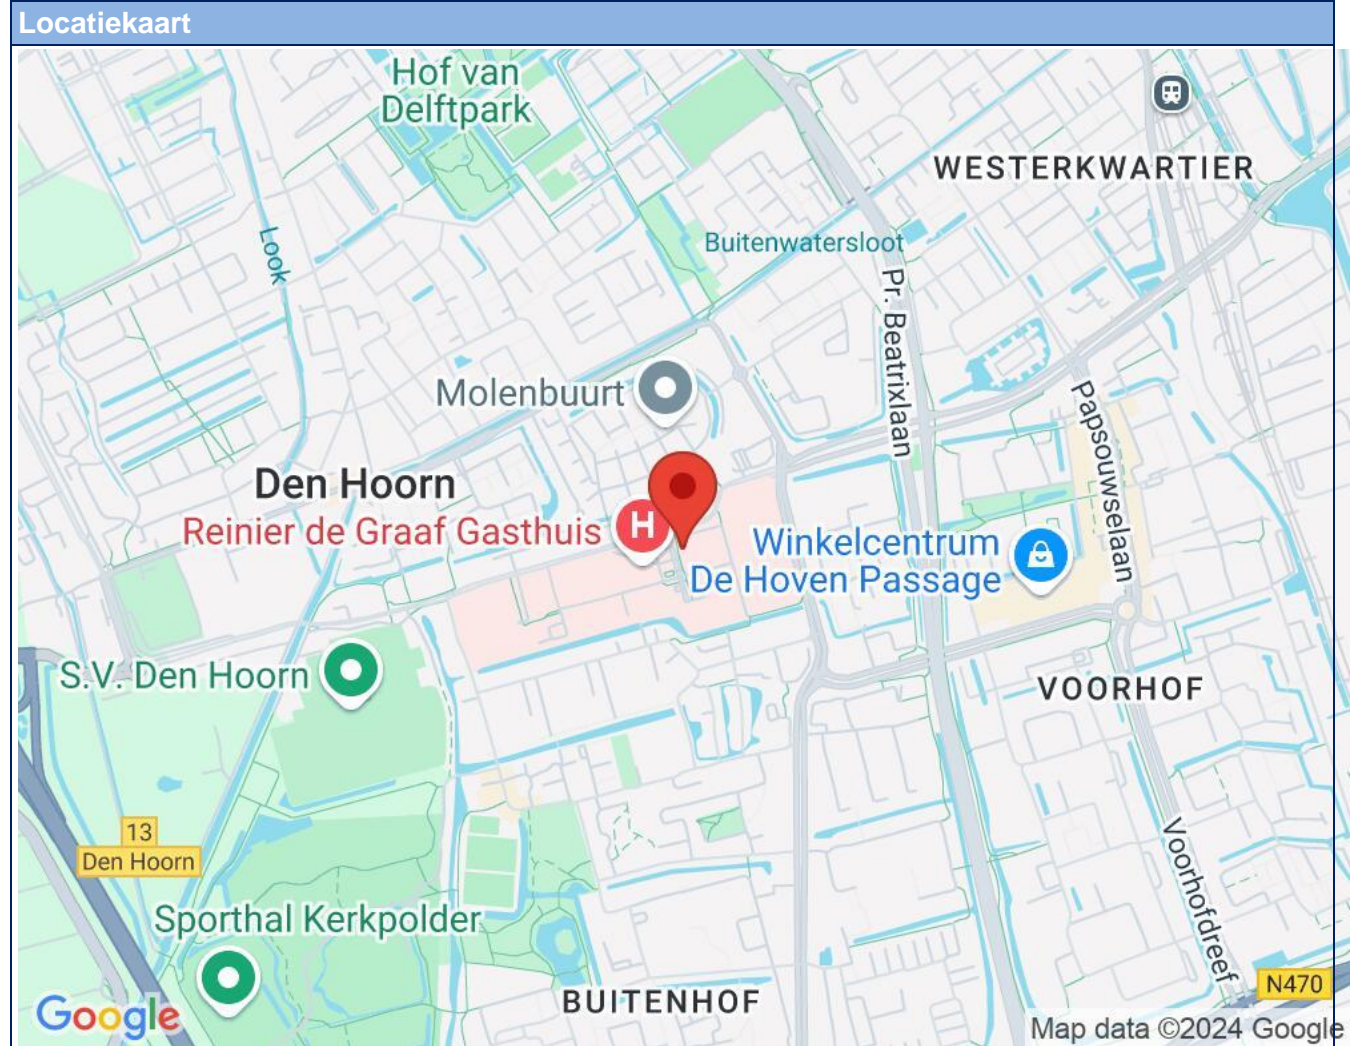 Locatiekaart
Hof van
Delftpark
WESTERKWARTIER
Look
Buitenwatersloot
Pr. Beatrixlaan
Molenbuurt
Papsouwselaan
Den Hoorn
Reinier de Graaf Gasthuis
H
Winkelcentrum
De Hoven Passage
S.V. Den Hoorn
VOORHOF
13
Den Hoorn
Voorhofdreef
Sporthal Kerkpolder
N470
BUITENHOF
Google
Map data ©2024 Google